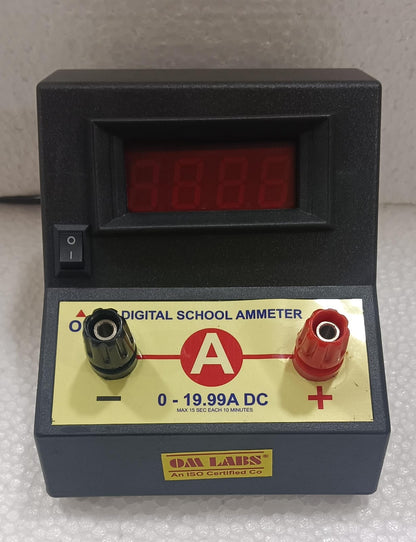 O
I
DIGITAL SCHOOL AMMETER
O
A
0 - 19.99A DC
MAX 15 SEC EACH 10 MINUTES
− +
OM LABS®
An ISO Certified Co